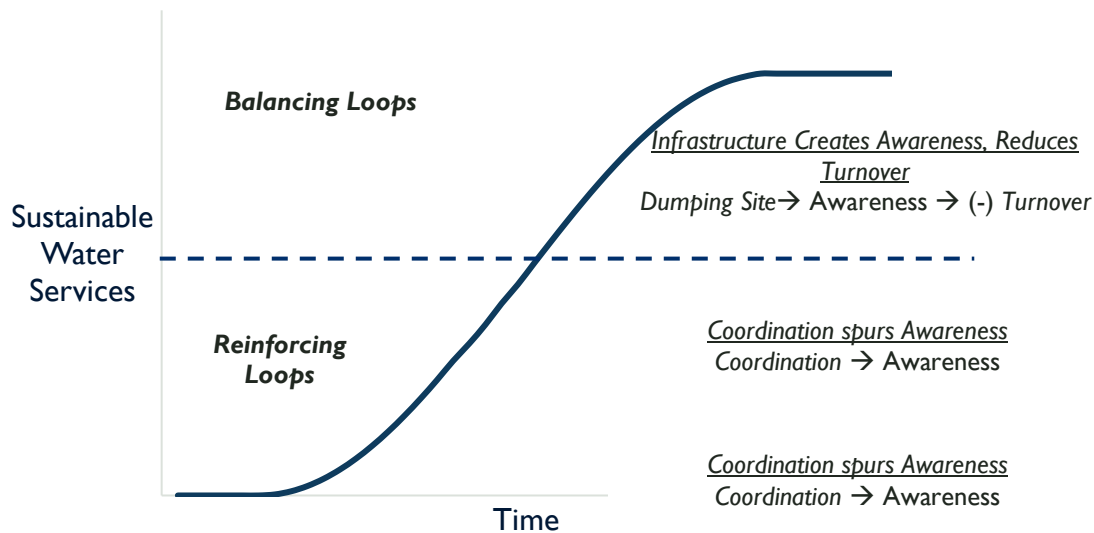 Balancing Loops
Infrastructure Creates Awareness, Reduces
Turnover
Dumping Site→ Awareness → (-) Turnover
Sustainable
Water
Services
Reinforcing
Loops
Coordination spurs Awareness
Coordination → Awareness
Coordination spurs Awareness
Coordination → Awareness
Time